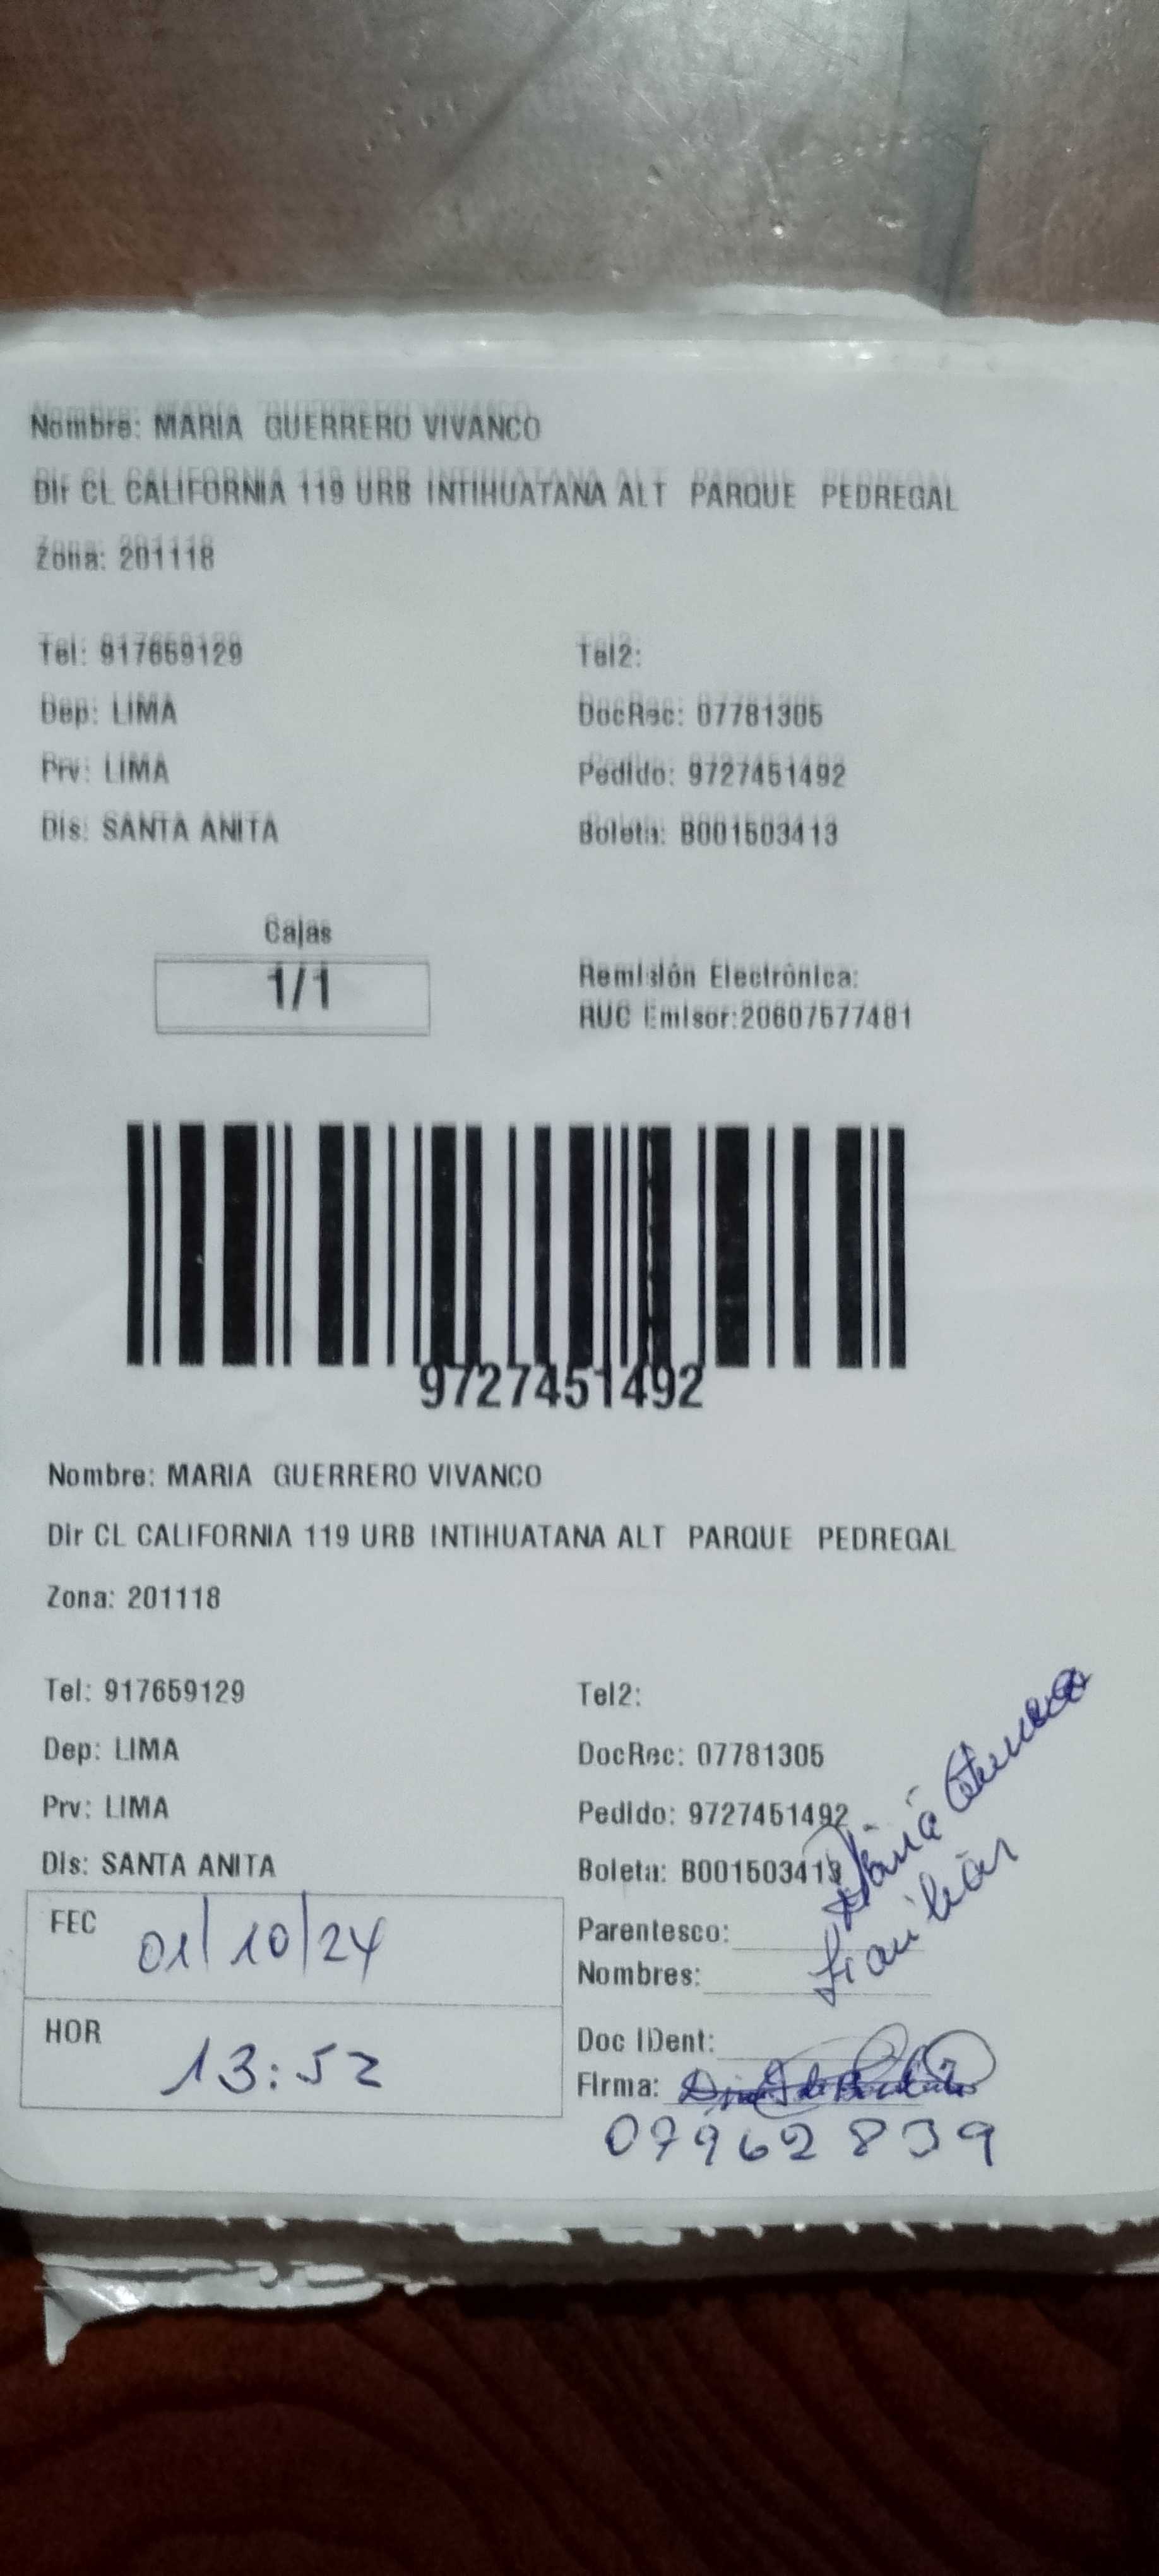 Nombre: MARIA GUERRERO VIVANCO
Dir CL CALIFORNIA 119 URB INTIHUATANA ALT PARQUE PEDREGAL
Zona: 201118
Tel: 917659129 Tel2:
Dep: LIMA DocRec: 07781305
Prv: LIMA Pedido: 9727451492
Dis: SANTA ANITA Boleta: B001503413
Cajas
1/1
Remisión Electrónica:
RUC Emisor:20607577481
9727451492
Nombre: MARIA GUERRERO VIVANCO
Dir CL CALIFORNIA 119 URB INTIHUATANA ALT PARQUE PEDREGAL
Zona: 201118
Tel: 917659129 Tel2:
Dep: LIMA DocRec: 07781305
Prv: LIMA Pedido: 9727451492
Dis: SANTA ANITA Boleta: B001503413
FEC 01/10/24
HOR 13:52
Parentesco:
Nombres:
familiar
Doc IDent:
Firma:
07962839